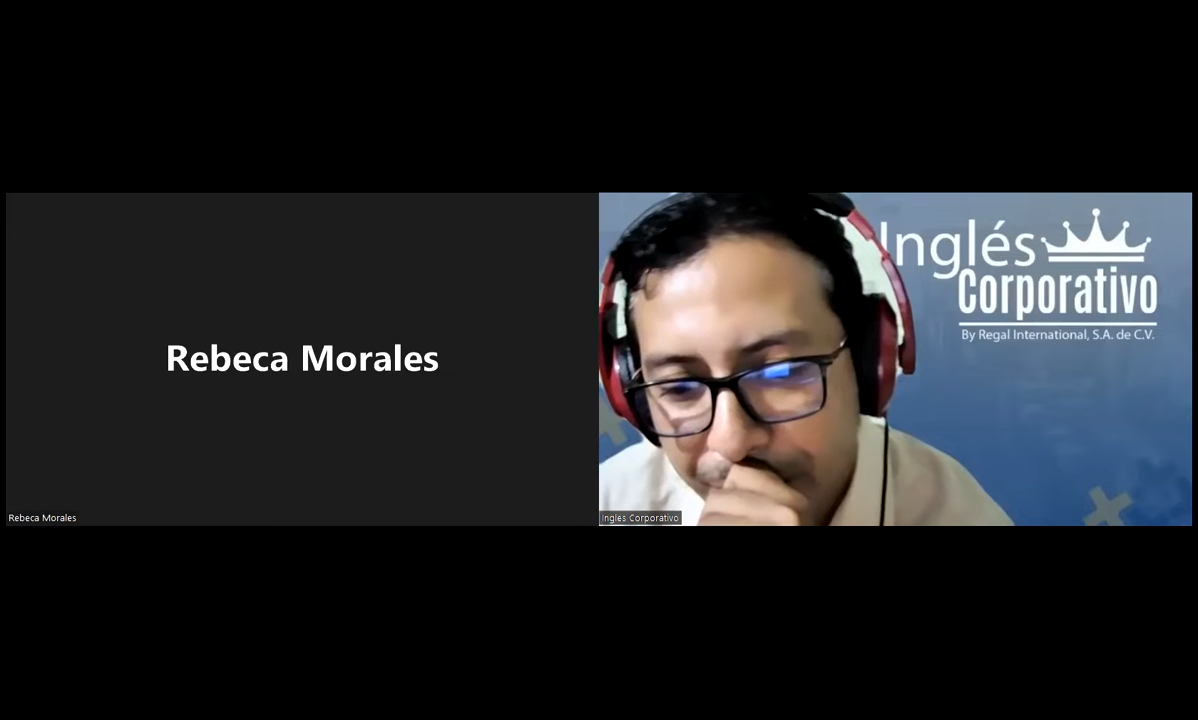 Rebeca Morales
Rebeca Morales
Inglés
Corporativo
By Regal International, S.A. de C.V.
Ingles Corporativo